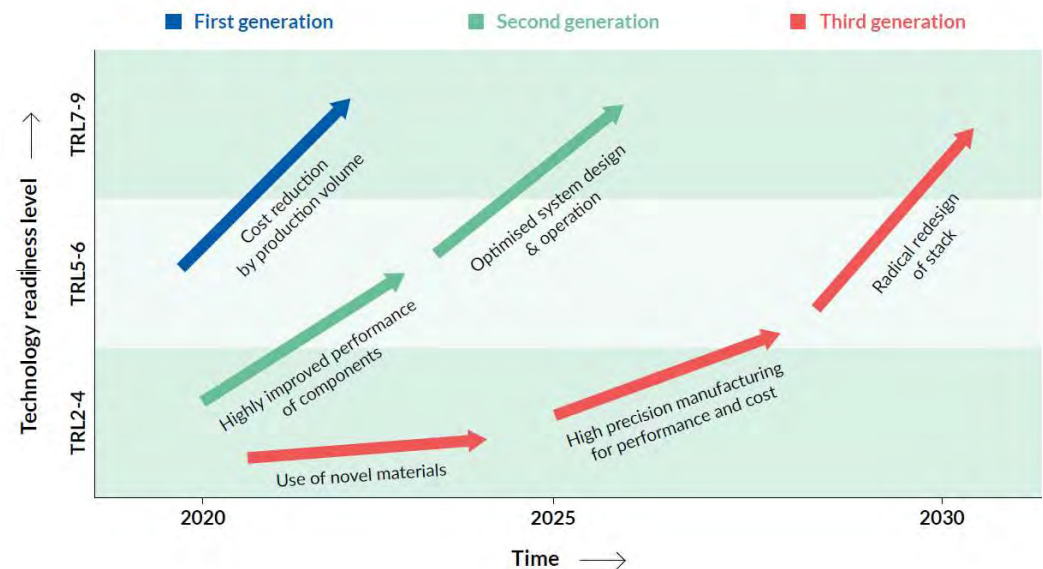 First generation
Second generation
Third generation
Technology readiness level
TRL7-9
TRL5-6
TRL2-4
Cost reduction
by production volume
Optimised system design
& operation
Radical redesign
of stack
Highly improved performance
of components
High precision manufacturing
for performance and cost
Use of novel materials
2020
2025
2030
Time